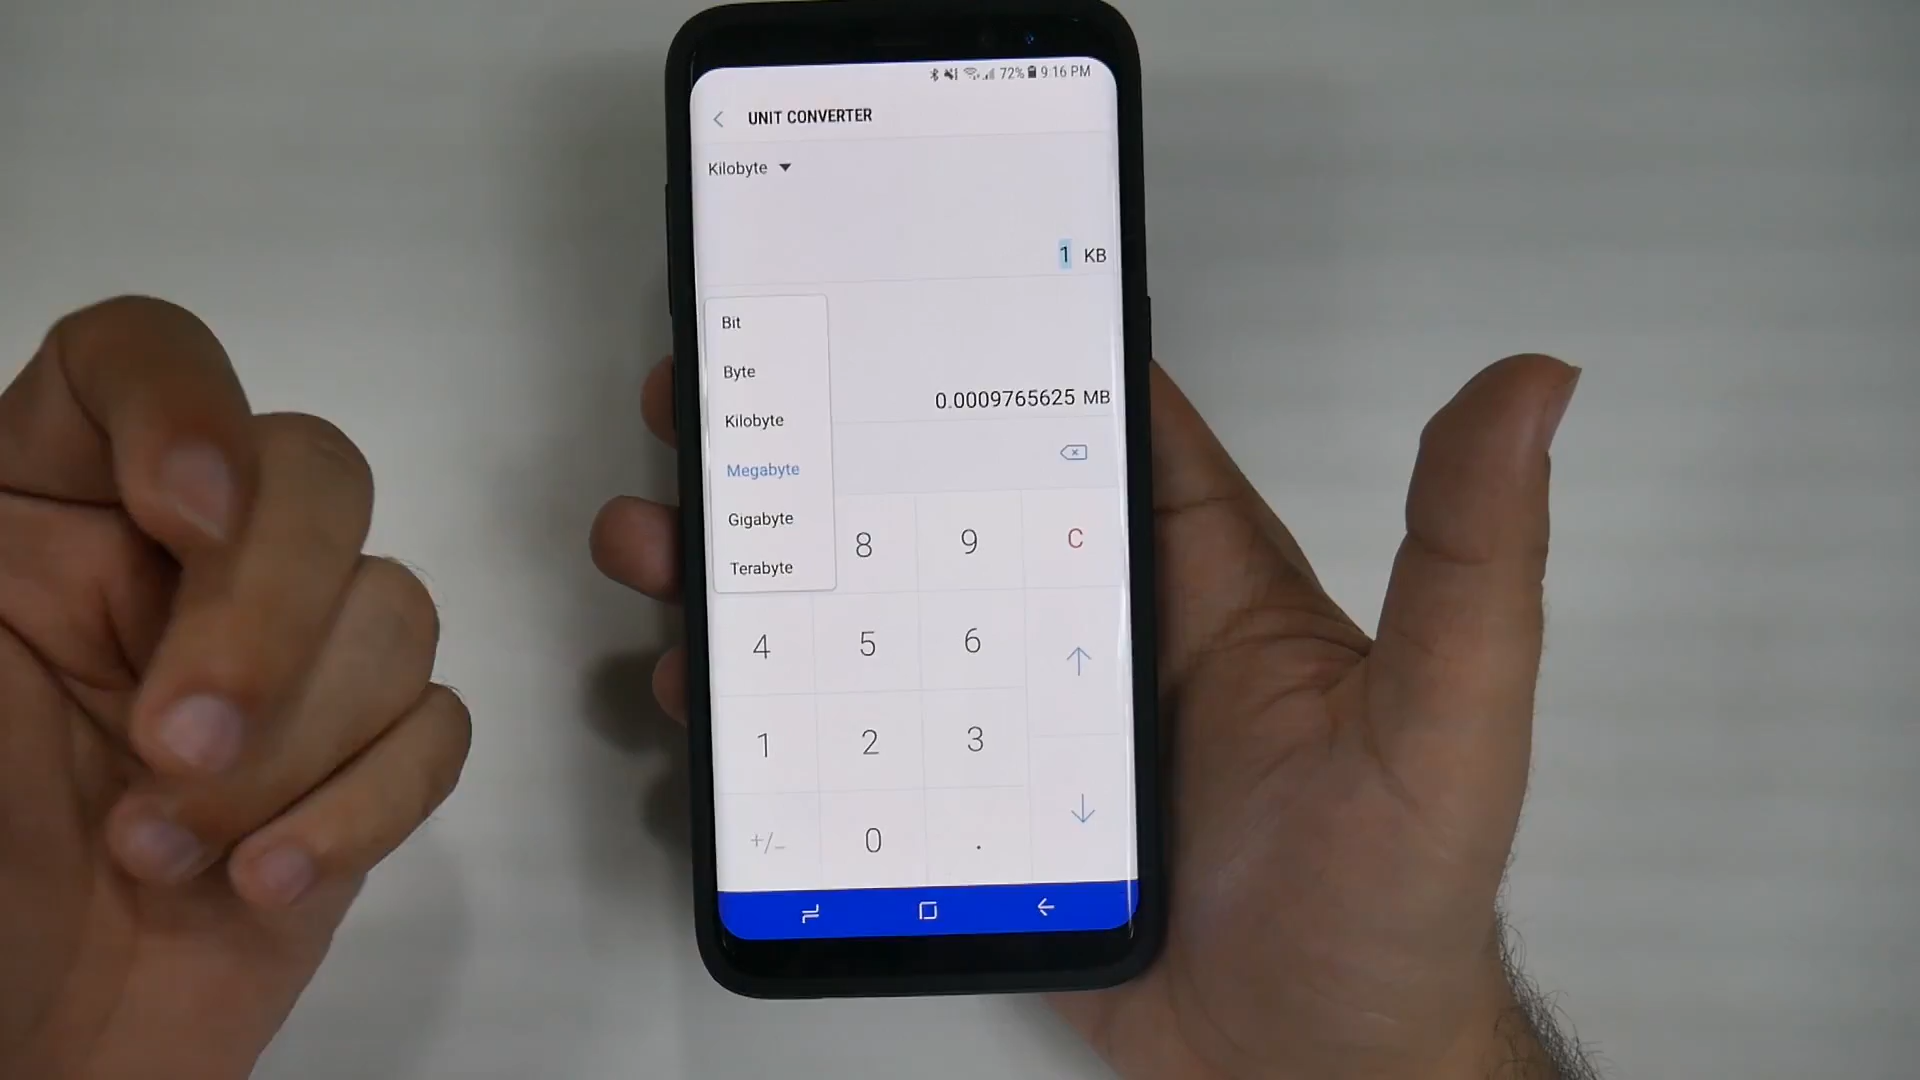 72% 9:16 PM
UNIT CONVERTER
Kilobyte
1 KB
Bit
Byte
0.0009765625 MB
Kilobyte
Megabyte
Gigabyte
Terabyte
8 9 C
4 5 6
1 2 3
+/− 0 .